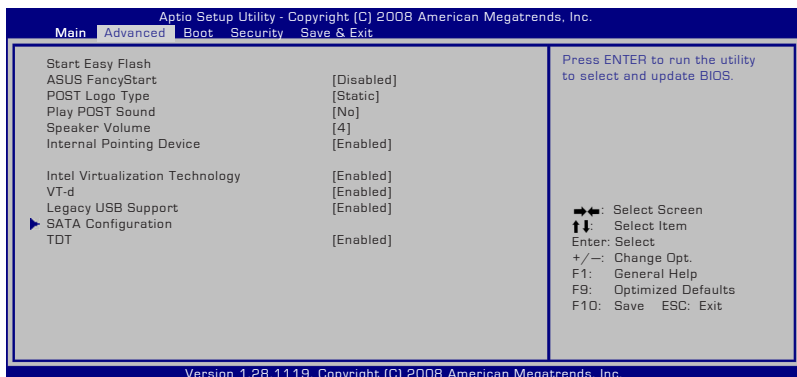 Aptio Setup Utility - Copyright (C) 2008 American Megatrends, Inc.
Main Advanced Boot Security Save & Exit
Start Easy Flash
ASUS FancyStart [Disabled]
POST Logo Type [Static]
Play POST Sound [No]
Speaker Volume [4]
Internal Pointing Device [Enabled]
Intel Virtualization Technology [Enabled]
VT-d [Enabled]
Legacy USB Support [Enabled]
SATA Configuration
TDT [Enabled]
Press ENTER to run the utility
to select and update BIOS.
→←: Select Screen
↑↓: Select Item
Enter: Select
+/—: Change Opt.
F1: General Help
F9: Optimized Defaults
F10: Save ESC: Exit
Version 1.28.1119. Copyright (C) 2008 American Megatrends, Inc.